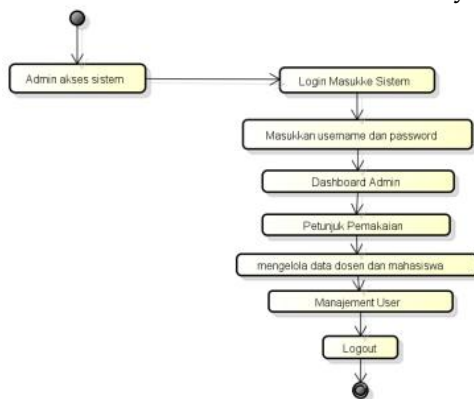 Admin akses sistem
Login Masukke Sistem
Masukkan username dan password
Dashboard Admin
Petunjuk Pemakaian
mengelola data dosen dan mahasiswa
Manajement User
Logout